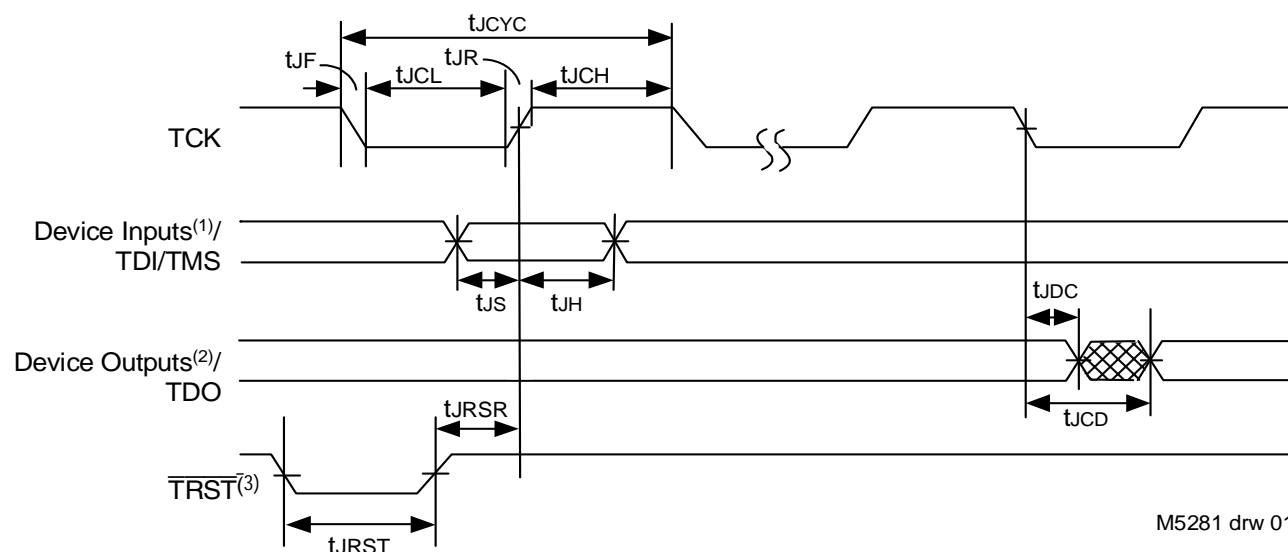 tJCYC
tJF
tJR
tJCL
tJCH
TCK
Device Inputs(1)/
TDI/TMS
tJS
tJH
tJDC
Device Outputs(2)/
TDO
tJRSR
tJCD
TRST(3)
tJRST
M5281 drw 01